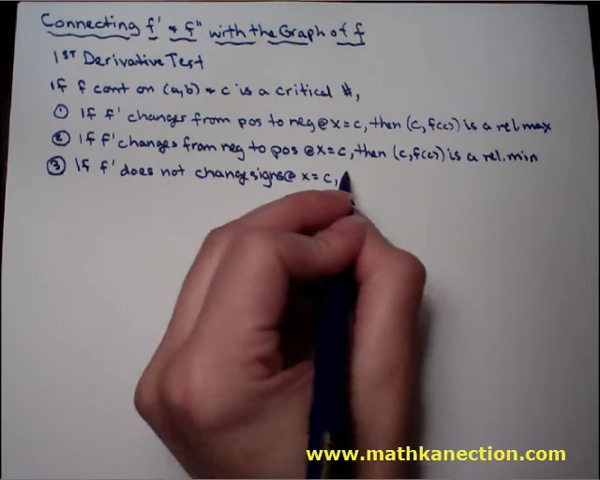 Connecting f' & f" with the Graph of f
1ST Derivative Test
If f cont on (a,b) & c is a critical #,
① If f' changes from pos to neg @ x=c, then (c, f(c)) is a rel max
② If f' changes from neg to pos @ x=c, then (c, f(c)) is a rel. min
③ If f' does not change signs @ x=c,
www.mathkanection.com